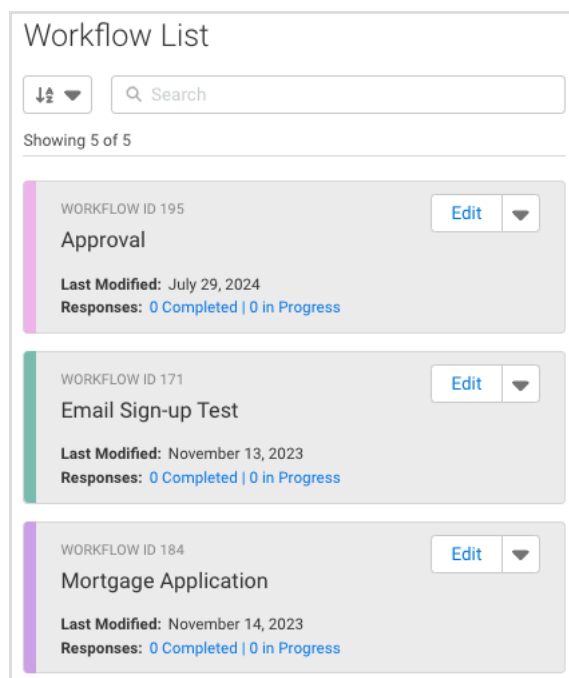 Workflow List
Search
Showing 5 of 5
WORKFLOW ID 195
Edit
Approval
Last Modified: July 29, 2024
Responses: 0 Completed | 0 in Progress
WORKFLOW ID 171
Edit
Email Sign-up Test
Last Modified: November 13, 2023
Responses: 0 Completed | 0 in Progress
WORKFLOW ID 184
Edit
Mortgage Application
Last Modified: November 14, 2023
Responses: 0 Completed | 0 in Progress